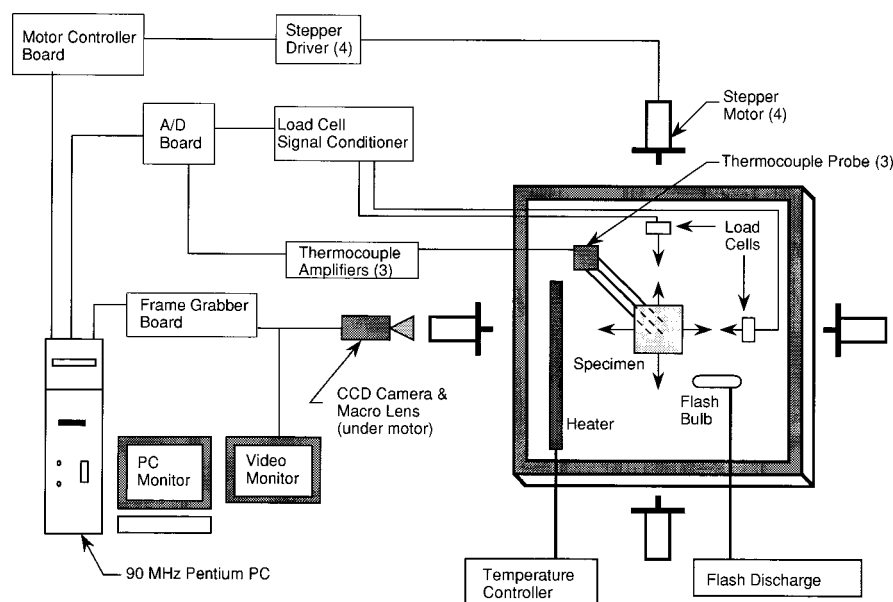 Motor Controller
Board
Stepper
Driver (4)
Stepper
Motor (4)
A/D
Board
Load Cell
Signal Conditioner
Thermocouple Probe (3)
Load
Cells
Thermocouple
Amplifiers (3)
Frame Grabber
Board
Specimen
CCD Camera &
Macro Lens
(under motor)
Flash
Bulb
Heater
PC
Monitor
Video
Monitor
90 MHz Pentium PC
Temperature
Controller
Flash Discharge